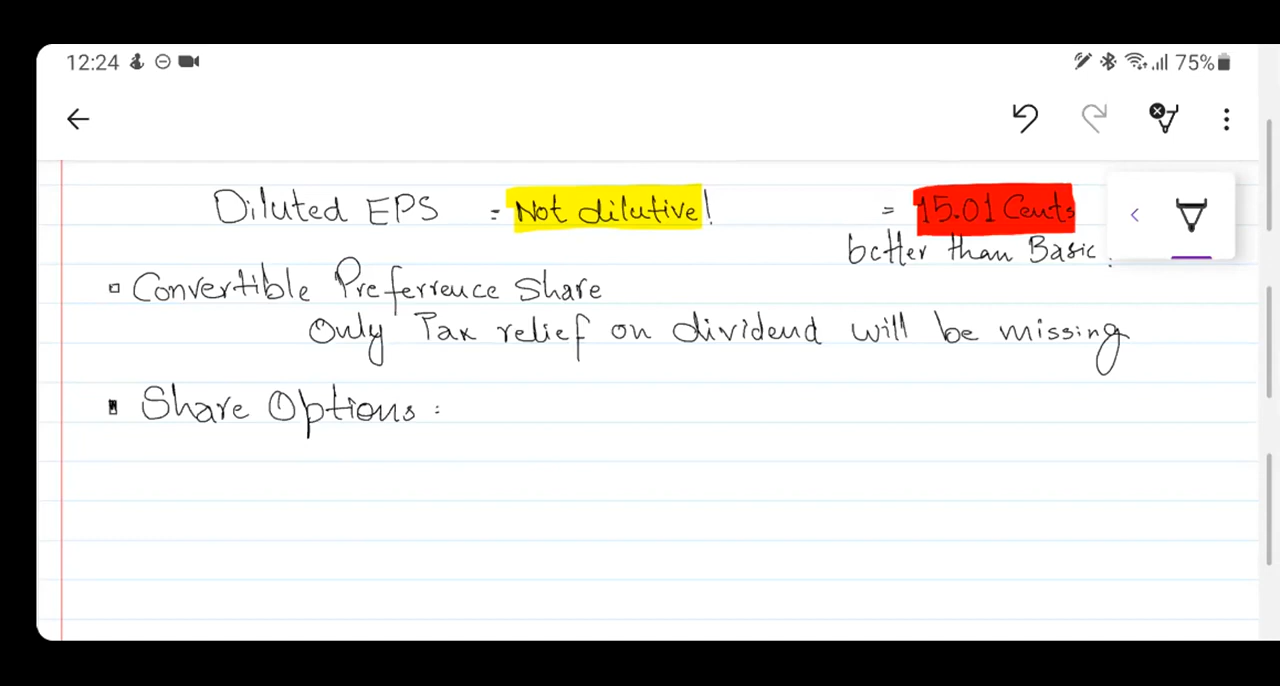 12:24 75%
Diluted EPS = Not dilutive! = 15.01 Cents
better than Basic.
Convertible Preferrence Share
Only Tax relief on dividend will be missing
Share Options :